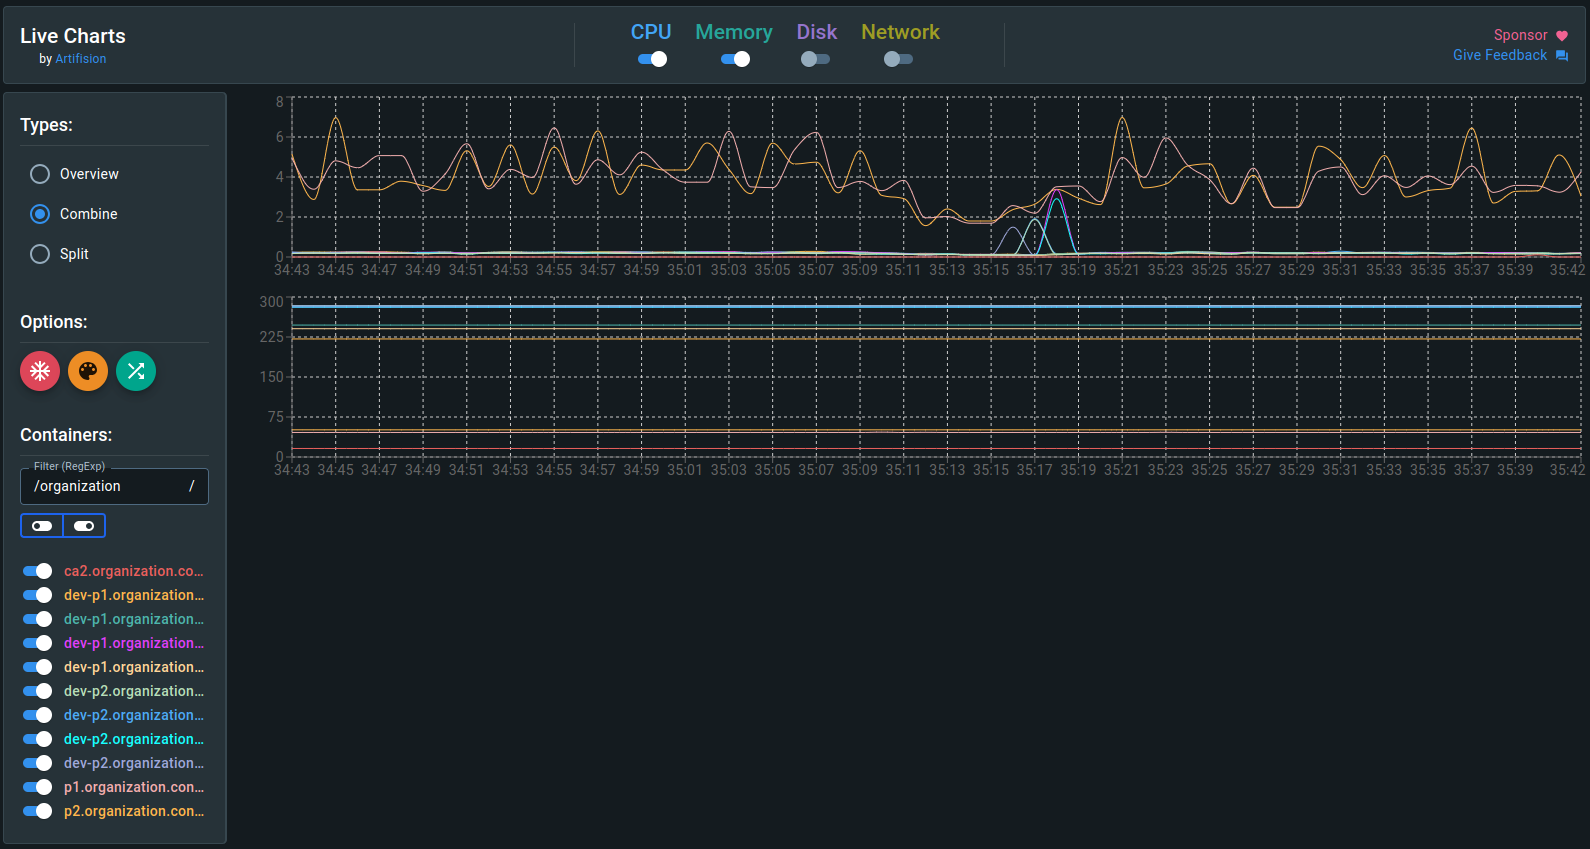 Live Charts
by Artifision
CPU Memory Disk Network
Sponsor
Give Feedback
Types:
Overview
Combine
Split
Options:
Containers:
Filter (RegExp)
/organization /
ca2.organization.co...
dev-p1.organization...
dev-p1.organization...
dev-p1.organization...
dev-p1.organization...
dev-p2.organization...
dev-p2.organization...
dev-p2.organization...
dev-p2.organization...
p1.organization.con...
p2.organization.con...
8
6
4
2
0
34:43 34:45 34:47 34:49 34:51 34:53 34:55 34:57 34:59 35:01 35:03 35:05 35:07 35:09 35:11 35:13 35:15 35:17 35:19 35:21 35:23 35:25 35:27 35:29 35:31 35:33 35:35 35:37 35:39 35:42
300
225
150
75
0
34:43 34:45 34:47 34:49 34:51 34:53 34:55 34:57 34:59 35:01 35:03 35:05 35:07 35:09 35:11 35:13 35:15 35:17 35:19 35:21 35:23 35:25 35:27 35:29 35:31 35:33 35:35 35:37 35:39 35:42